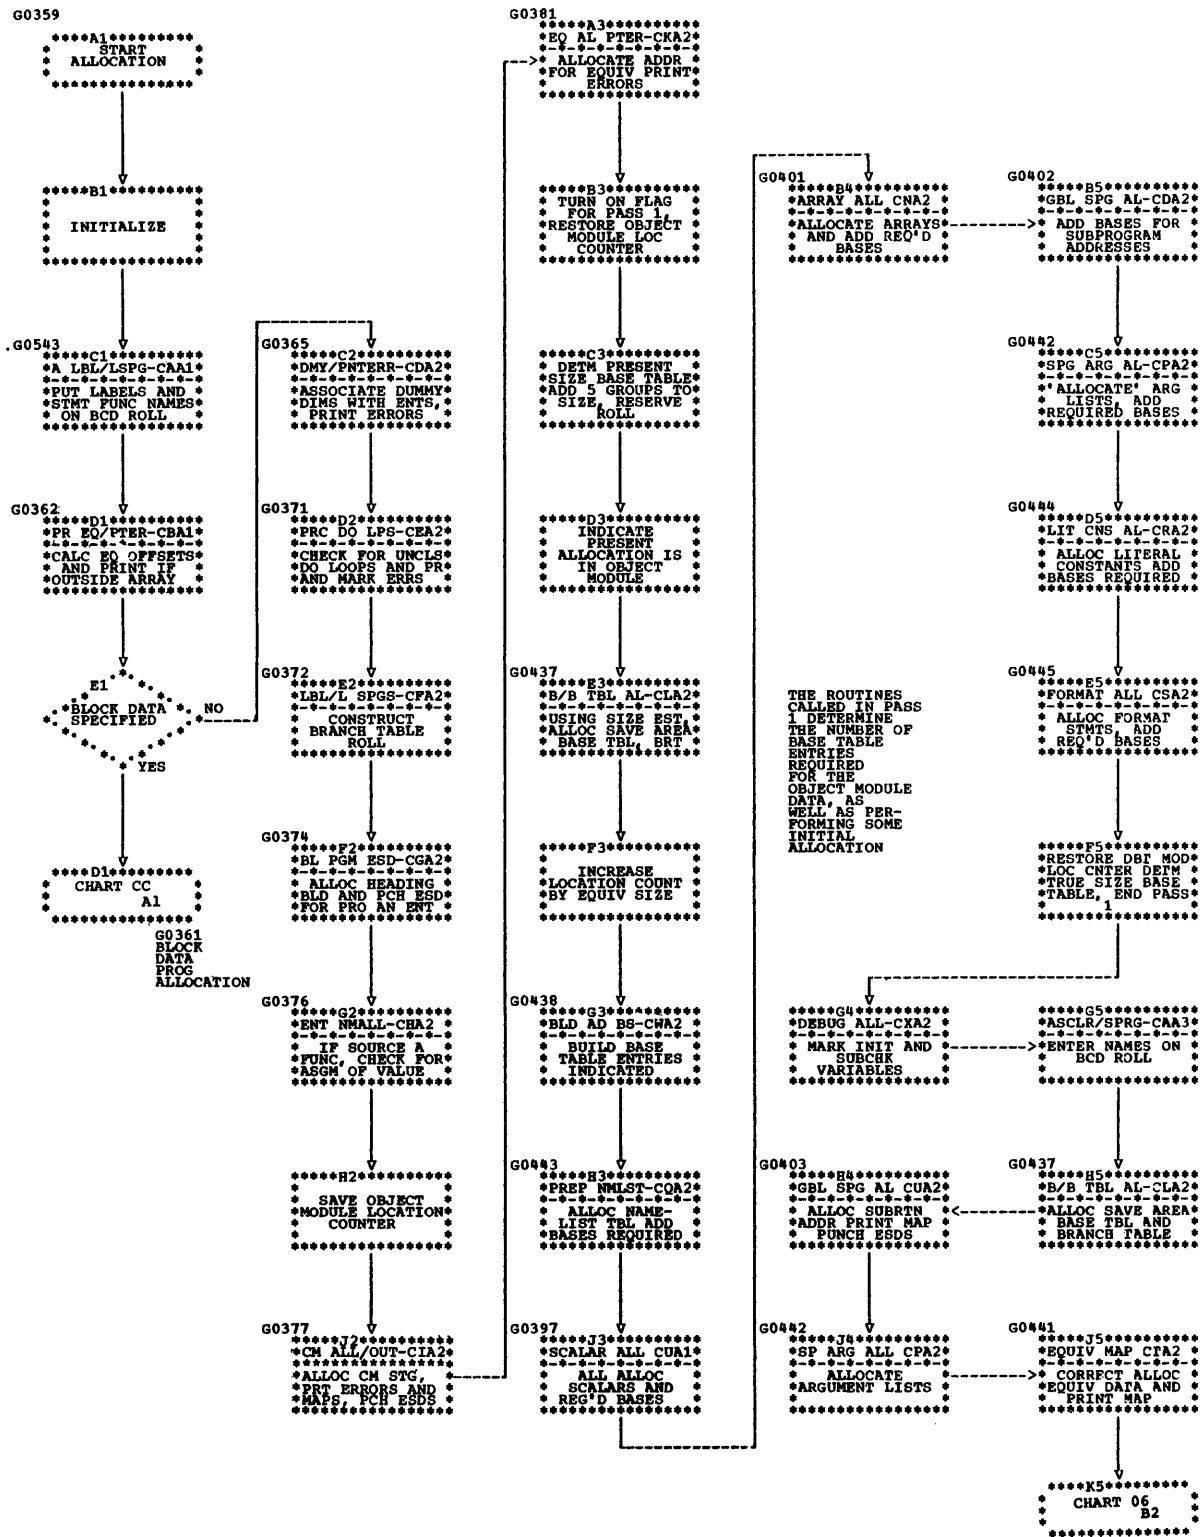 G0359
A1
START
ALLOCATION
B1
INITIALIZE
.G0543
C1
A LBL/LSPG-CAA1
PUT LABELS AND
STMT FUNC NAMES
ON BCD ROLL
G0362
D1
PR EQ/PTER-CBA1
CALC EQ OFFSETS
AND PRINT IF
OUTSIDE ARRAY
E1
BLOCK DATA
SPECIFIED
NO
YES
D1
CHART CC
A1
G0361
BLOCK
DATA
PROG
ALLOCATION
G0365
C2
DMY/PNTERR-CDA2
ASSOCIATE DUMMY
DIMS WITH ENTS,
PRINT ERRORS
G0371
D2
PRC DO LPS-CEA2
CHECK FOR UNCLS
DO LOOPS AND PR
AND MARK ERRS
G0372
E2
LBL/L SPGS-CFA2
CONSTRUCT
BRANCH TABLE
ROLL
G0374
F2
BL PGM ESD-CGA2
ALLOC HEADING
BLD AND PCH ESD
FOR PRO AN ENT
G0376
G2
ENT NMALL-CHA2
IF SOURCE A
FUNC, CHECK FOR
ASGM OF VALUE
H2
SAVE OBJECT
MODULE LOCATION
COUNTER
G0377
J2
CM ALL/OUT-CIA2
ALLOC CM STG,
PRT ERRORS AND
MAPS, PCH ESDS
G0381
A3
EQ AL PTER-CKA2
ALLOCATE ADDR
FOR EQUIV PRINT
ERRORS
B3
TURN ON FLAG
FOR PASS 1,
RESTORE OBJECT
MODULE LOC
COUNTER
C3
DETM PRESENT
SIZE BASE TABLE
ADD 5 GROUPS TO
SIZE, RESERVE
ROLL
D3
INDICATE
PRESENT
ALLOCATION IS
IN OBJECT
MODULE
G0437
E3
B/B TBL AL-CLA2
USING SIZE EST,
ALLOC SAVE AREA
BASE TBL, BRT
F3
INCREASE
LOCATION COUNT
BY EQUIV SIZE
G0438
G3
BLD AD BS-CWA2
BUILD BASE
TABLE ENTRIES
INDICATED
G0443
H3
PREP NMLST-CQA2
ALLOC NAME-
LIST TBL ADD
BASES REQUIRED
G0397
J3
SCALAR ALL CUA1
ALL ALLOC
SCALARS AND
REG'D BASES
G0401
B4
ARRAY ALL CNA2
ALLOCATE ARRAYS
AND ADD REQ'D
BASES
THE ROUTINES
CALLED IN PASS
1 DETERMINE
THE NUMBER OF
BASE TABLE
ENTRIES
REQUIRED
FOR THE
OBJECT MODULE
DATA, AS
WELL AS PER-
FORMING SOME
INITIAL
ALLOCATION
G4
DEBUG ALL-CXA2
MARK INIT AND
SUBCHK
VARIABLES
G0403
H4
GBL SPG AL CUA2
ALLOC SUBRTN
ADDR PRINT MAP
PUNCH ESDS
G0442
J4
SP ARG ALL CPA2
ALLOCATE
ARGUMENT LISTS
G0402
B5
GBL SPG AL-CDA2
ADD BASES FOR
SUBPROGRAM
ADDRESSES
G0442
C5
SPG ARG AL-CPA2
'ALLOCATE' ARG
LISTS, ADD
REQUIRED BASES
G0444
D5
LIT CNS AL-CRA2
ALLOC LITERAL
CONSTANTS ADD
BASES REQUIRED
G0445
E5
FORMAT ALL CSA2
ALLOC FORMAT
STMTS, ADD
REQ'D BASES
F5
RESTORE DBT MOD
LOC CNTER DETM
TRUE SIZE BASE
TABLE, END PASS
1
G5
ASCLR/SPRG-CAA3
ENTER NAMES ON
BCD ROLL
G0437
H5
B/B TBL AL-CLA2
ALLOC SAVE AREA
BASE TBL AND
BRANCH TABLE
G0441
J5
EQUIV MAP CTA2
CORRECT ALLOC
EQUIV DATA AND
PRINT MAP
K5
CHART 06
B2